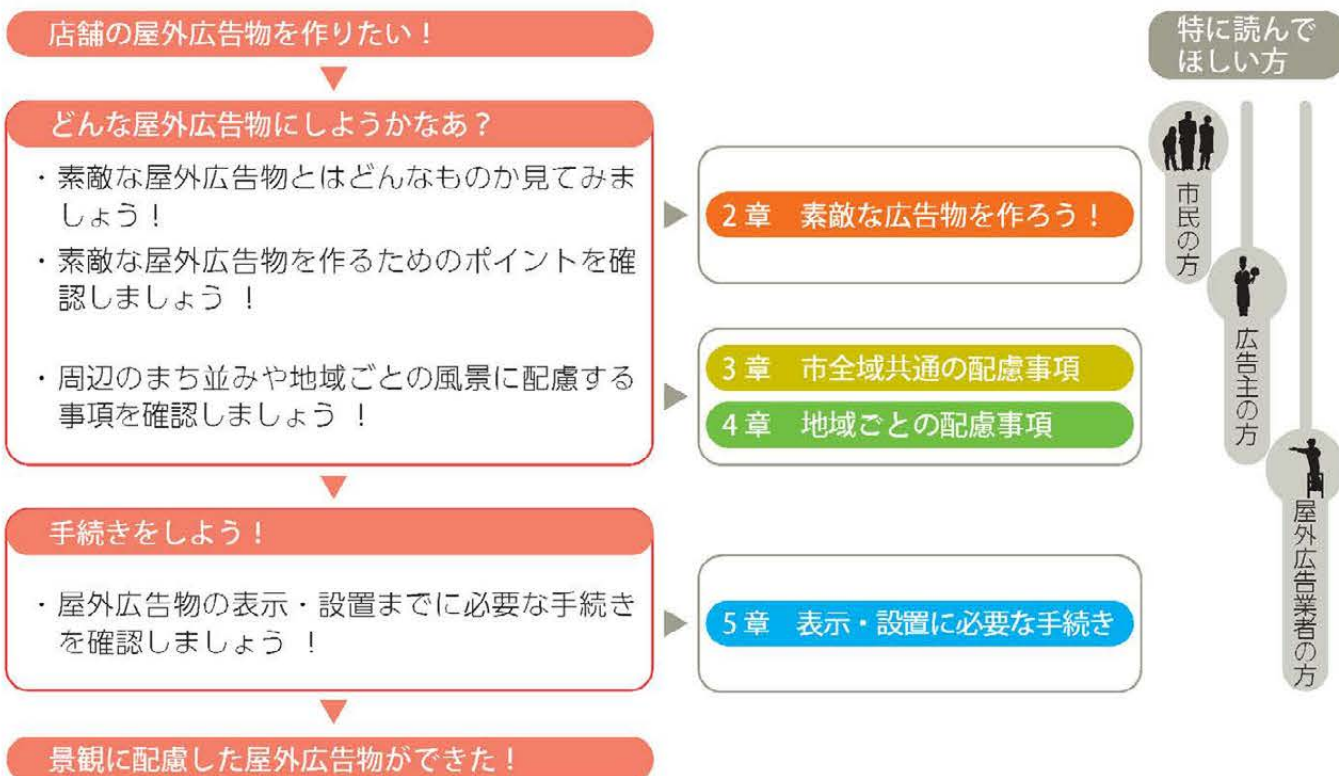 店舗の屋外広告物を作りたい！
どんな屋外広告物にしようかなあ？
・素敵な屋外広告物とはどんなものか見てみま
しょう！
・素敵な屋外広告物を作るためのポイントを確
認しましょう ！
・周辺のまち並みや地域ごとの風景に配慮する
事項を確認しましょう ！
2 章　素敵な広告物を作ろう！
3 章　市全域共通の配慮事項
4 章　地域ごとの配慮事項
手続きをしよう！
・屋外広告物の表示・設置までに必要な手続き
を確認しましょう ！
5 章　表示・設置に必要な手続き
景観に配慮した屋外広告物ができた！
特に読んで
ほしい方
市民の方
広告主の方
屋外広告業者の方